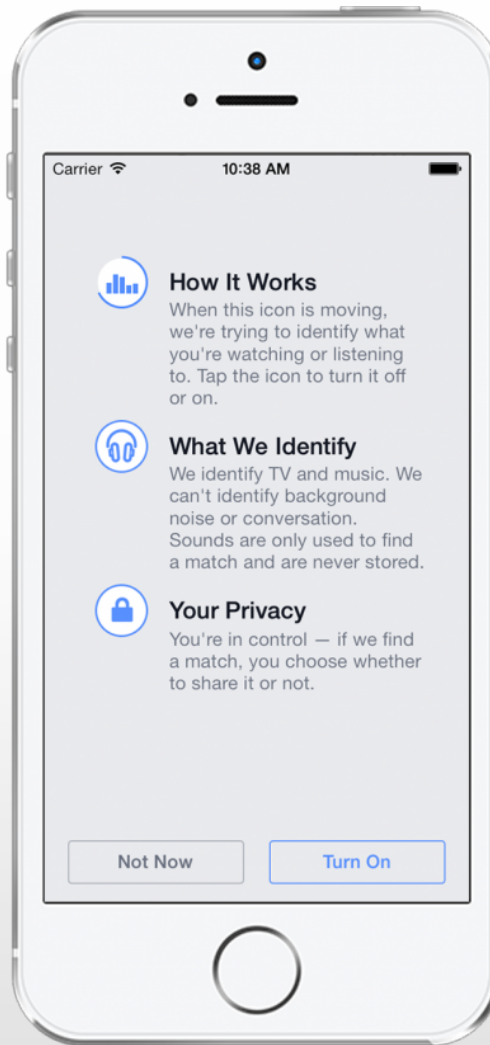 Carrier 10:38 AM
How It Works
When this icon is moving,
we're trying to identify what
you're watching or listening
to. Tap the icon to turn it off
or on.
What We Identify
We identify TV and music. We
can't identify background
noise or conversation.
Sounds are only used to find
a match and are never stored.
Your Privacy
You're in control — if we find
a match, you choose whether
to share it or not.
Not Now Turn On